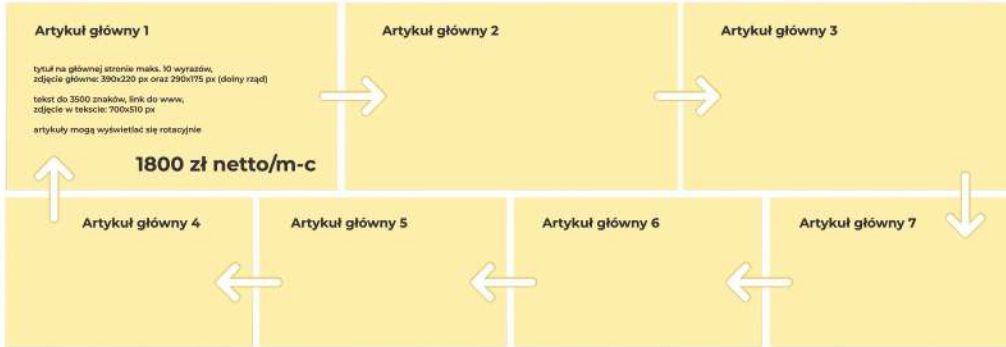 Artykuł główny 1
tytuł na głównej stronie maks. 10 wyrazów,
zdjęcie główne: 390x220 px oraz 290x175 px (dolny rząd)
tekst do 3500 znaków, link do www,
zdjęcie w tekscie: 700x510 px
artykuły mogą wyświetlać się rotacyjnie
1800 zł netto/m-c
Artykuł główny 2
Artykuł główny 3
Artykuł główny 4
Artykuł główny 5
Artykuł główny 6
Artykuł główny 7